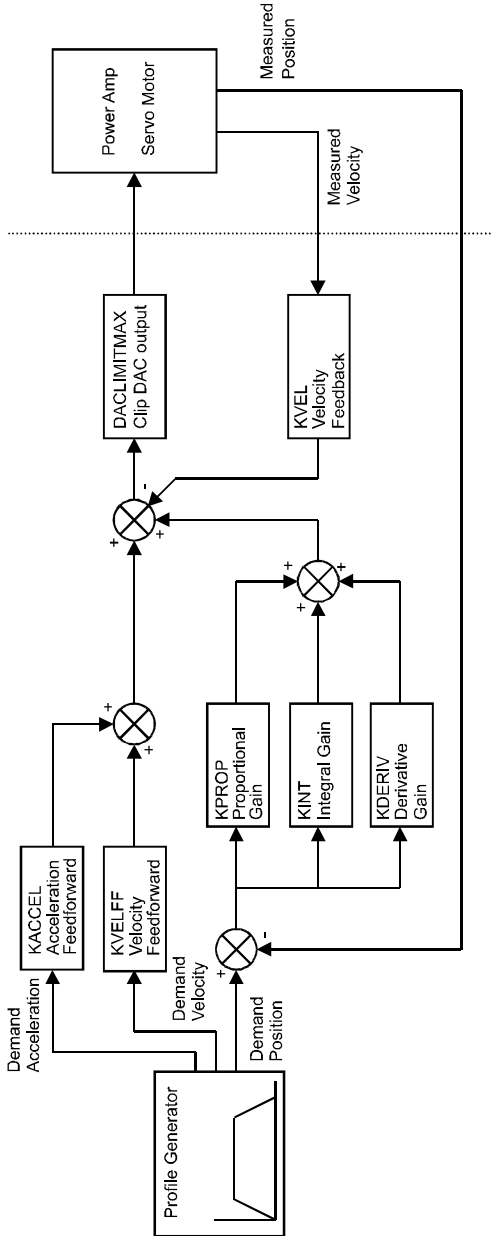 Profile Generator
Demand
Acceleration
Demand
Velocity
Demand
Position
KACCEL
Acceleration
Feedforward
KVELFF
Velocity
Feedforward
+
-
KPROP
Proportional
Gain
KINT
Integral Gain
KDERIV
Derivative
Gain
+
+
+
+
+
+
+
-
DACLIMITMAX
Clip DAC output
KVEL
Velocity
Feedback
Power Amp
Servo Motor
Measured
Velocity
Measured
Position